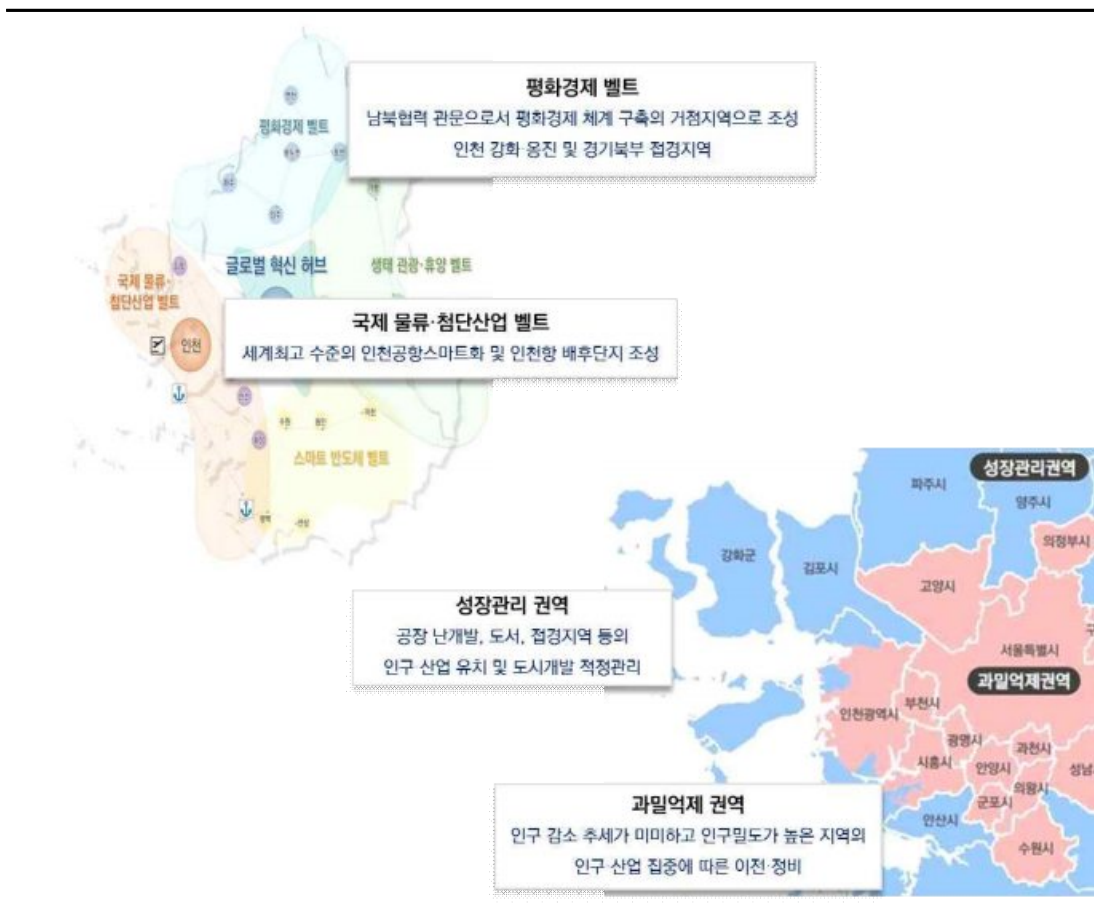 평화경제 벨트
남북협력 관문으로서 평화경제 체계 구축의 거점지역으로 조성
인천 강화·옹진 및 경기북부 접경지역
평화경제 벨트
글로벌 혁신 허브
생태 관광·휴양 벨트
국제 물류·
첨단산업 벨트
인천
국제 물류·첨단산업 벨트
세계최고 수준의 인천공항스마트화 및 인천항 배후단지 조성
스마트 반도체 벨트
성장관리권역
파주시
양주시
의정부시
강화군
김포시
고양시
성장관리 권역
공장 난개발, 도서, 접경지역 등의
인구 산업 유치 및 도시개발 적정관리
서울특별시
과밀억제권역
인천광역시
부천시
광명시
과천시
시흥시
안양시
성남
의왕시
군포시
안산시
수원시
과밀억제 권역
인구 감소 추세가 미미하고 인구밀도가 높은 지역의
인구·산업 집중에 따른 이전·정비